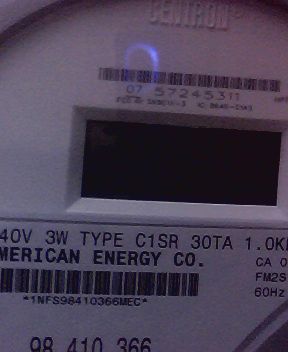 CENTRON
07 57245311
40V 3W TYPE C1SR 30TA 1.0K
MERICAN ENERGY CO.
CA 0
FM2S
60Hz
*1NFS98410366MEC*
98 410 366